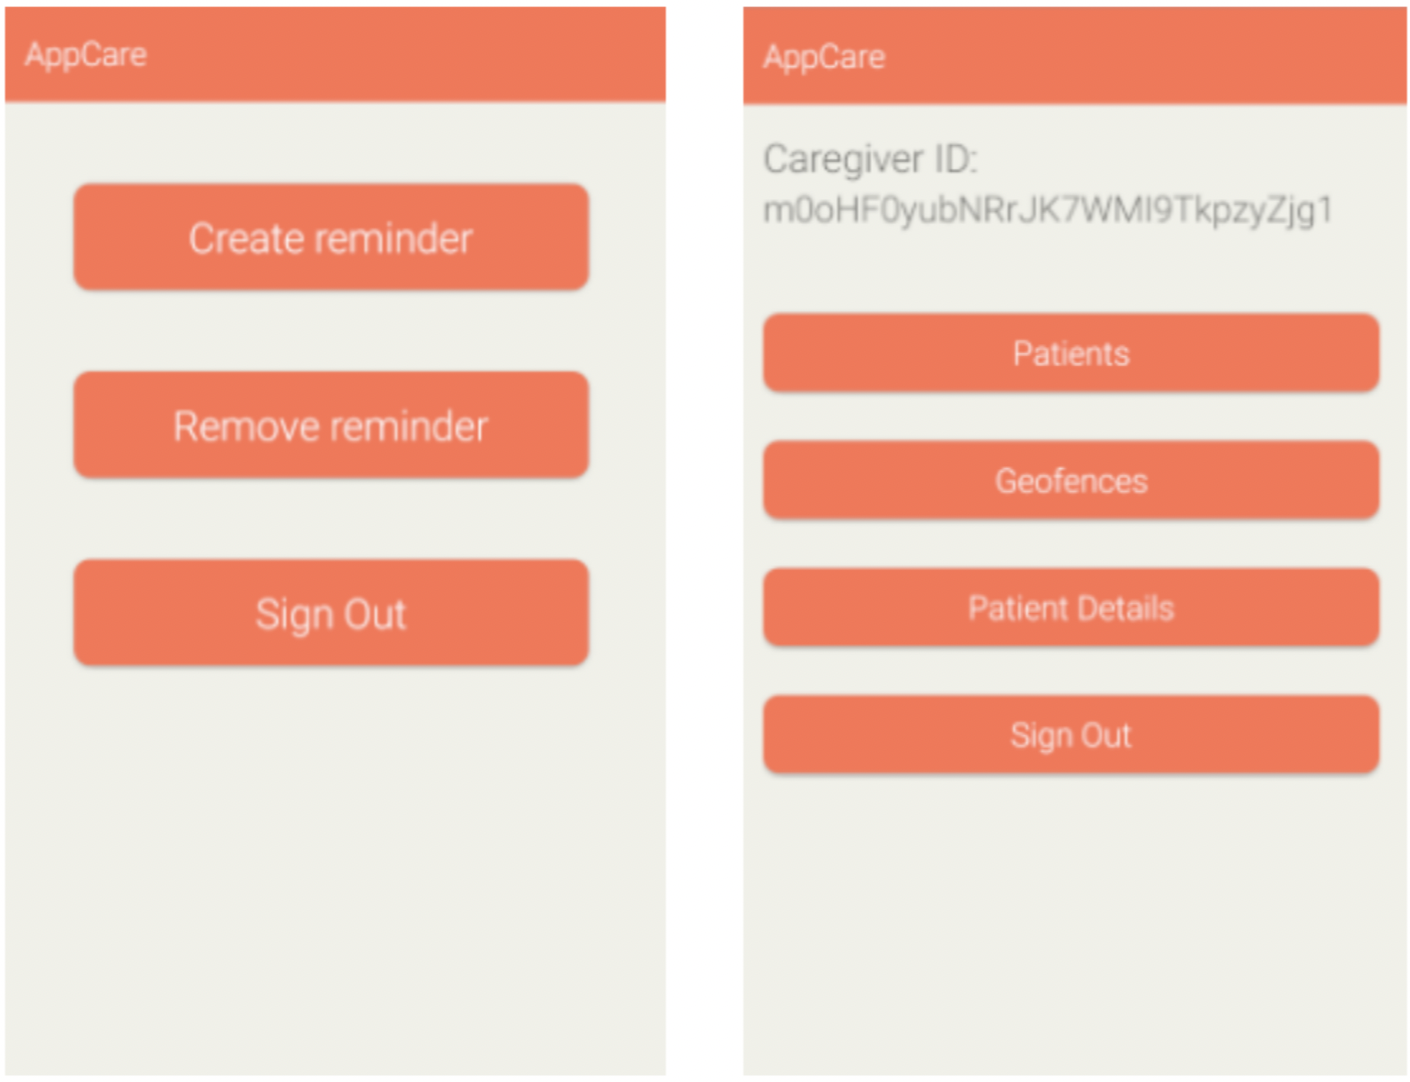 AppCare
Create reminder
Remove reminder
Sign Out
AppCare
Caregiver ID:
m0oHF0yubNRrJK7WMI9TkpzyZjg1
Patients
Geofences
Patient Details
Sign Out